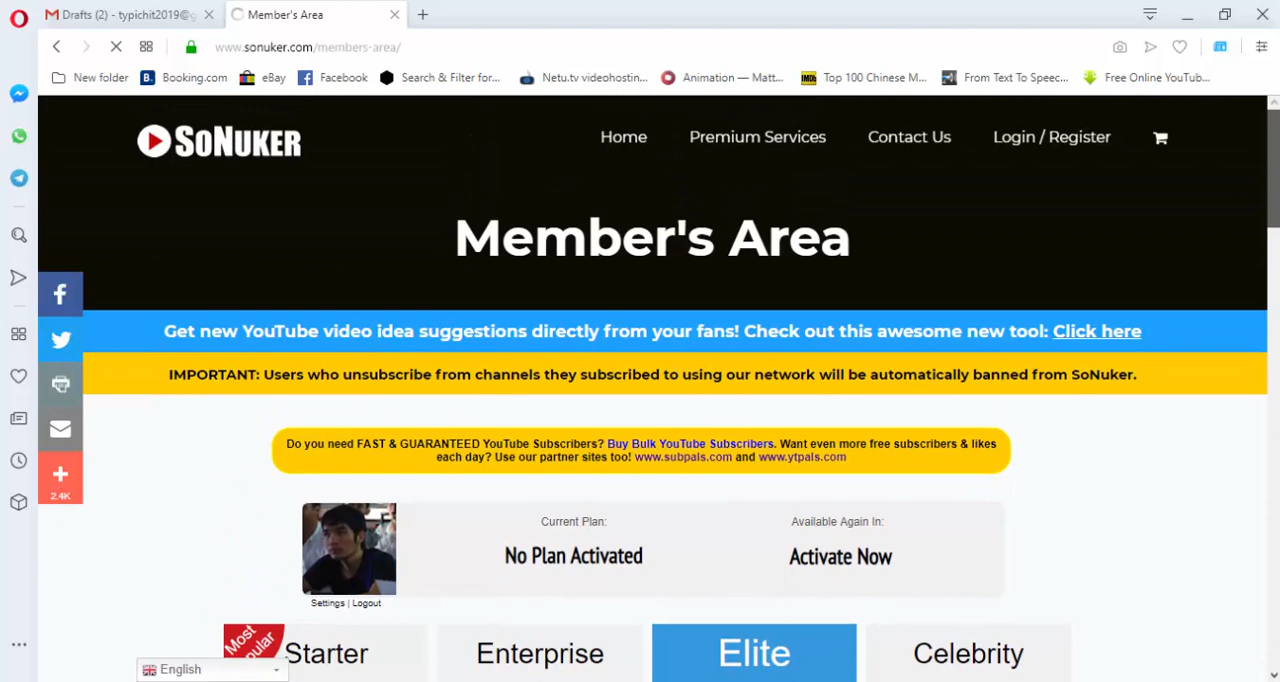 Drafts (2) - typichit2019@g
Member's Area
www.sonuker.com/members-area/
New folder
Booking.com
eBay
Facebook
Search & Filter for...
Netu.tv videohostin...
Animation — Matt...
Top 100 Chinese M...
From Text To Speec...
Free Online YouTub...
SONUKER
Home
Premium Services
Contact Us
Login / Register
Member's Area
Get new YouTube video idea suggestions directly from your fans! Check out this awesome new tool: Click here
IMPORTANT: Users who unsubscribe from channels they subscribed to using our network will be automatically banned from SoNuker.
Do you need FAST & GUARANTEED YouTube Subscribers? Buy Bulk YouTube Subscribers. Want even more free subscribers & likes
each day? Use our partner sites too! www.subpals.com and www.ytpals.com
2.4K
Current Plan:
No Plan Activated
Available Again In:
Activate Now
Settings | Logout
Most
Popular
Starter
Enterprise
Elite
Celebrity
English